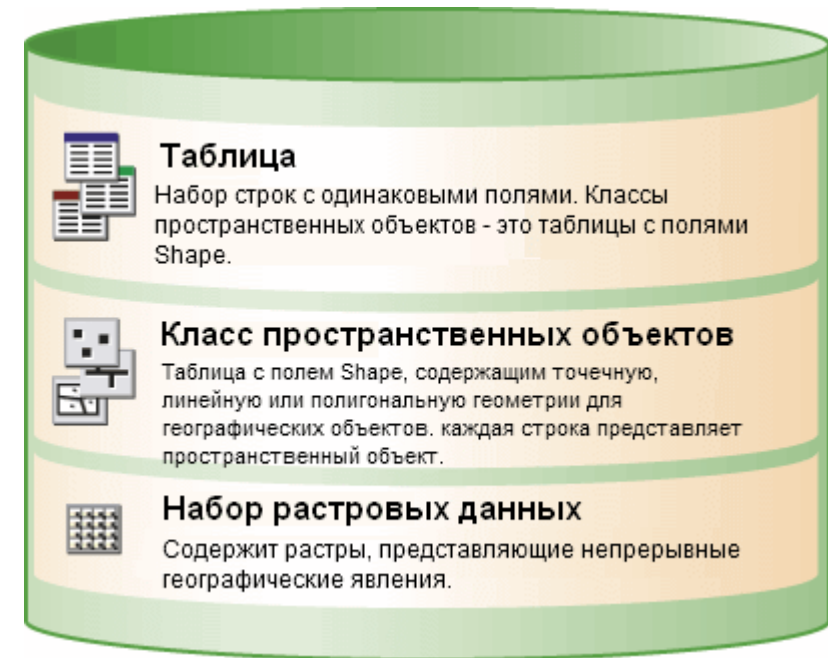 Таблица
Набор строк с одинаковыми полями. Классы
пространственных объектов - это таблицы с полями
Shape.
Класс пространственных объектов
Таблица с полем Shape, содержащим точечную,
линейную или полигональную геометрии для
географических объектов. каждая строка представляет
пространственный объект.
Набор растровых данных
Содержит растры, представляющие непрерывные
географические явления.